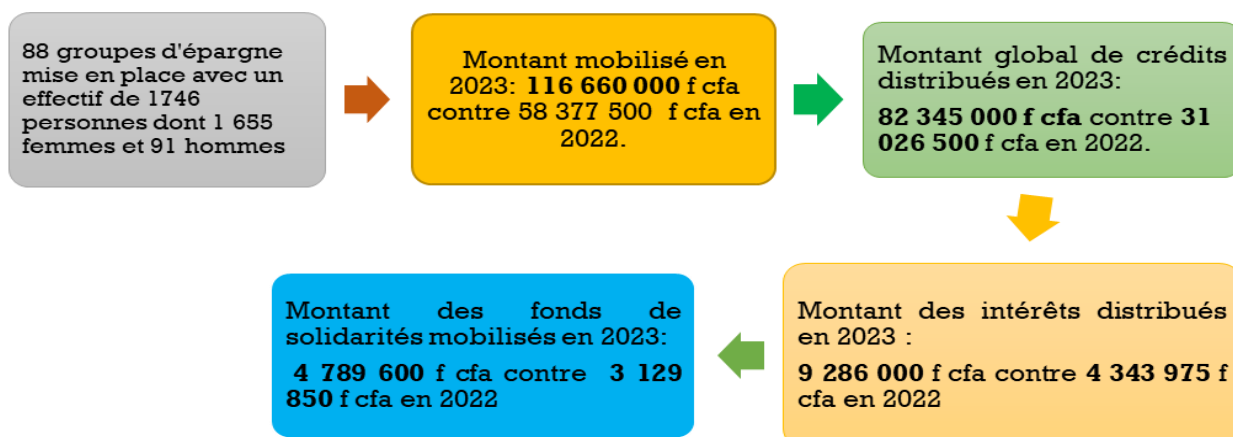 88 groupes d'épargne
mise en place avec un
effectif de 1746
personnes dont 1 655
femmes et 91 hommes
Montant mobilisé en
2023: 116 660 000 f cfa
contre 58 377 500 f cfa en
2022.
Montant global de crédits
distribués en 2023:
82 345 000 f cfa contre 31
026 500 f cfa en 2022.
Montant des intérêts distribués
en 2023 :
9 286 000 f cfa contre 4 343 975 f
cfa en 2022
Montant des fonds de
solidarités mobilisés en 2023:
4 789 600 f cfa contre 3 129
850 f cfa en 2022